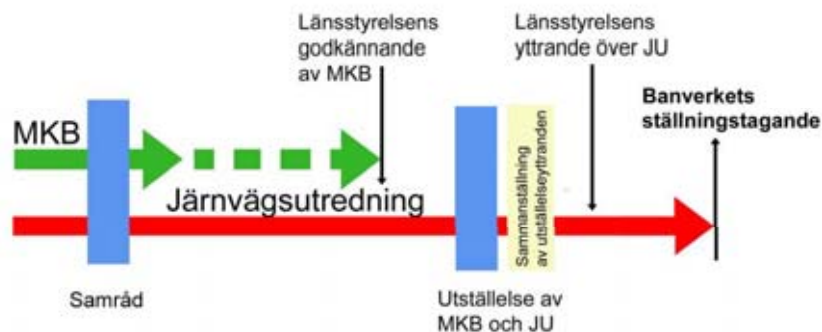 Länsstyrelsens
godkännande
av MKB
Länsstyrelsens
yttrande över JU
Banverkets
ställningstagande
MKB
Järnvägsutredning
Sammanställning
av utställelseyttranden
Samråd
Utställelse av
MKB och JU